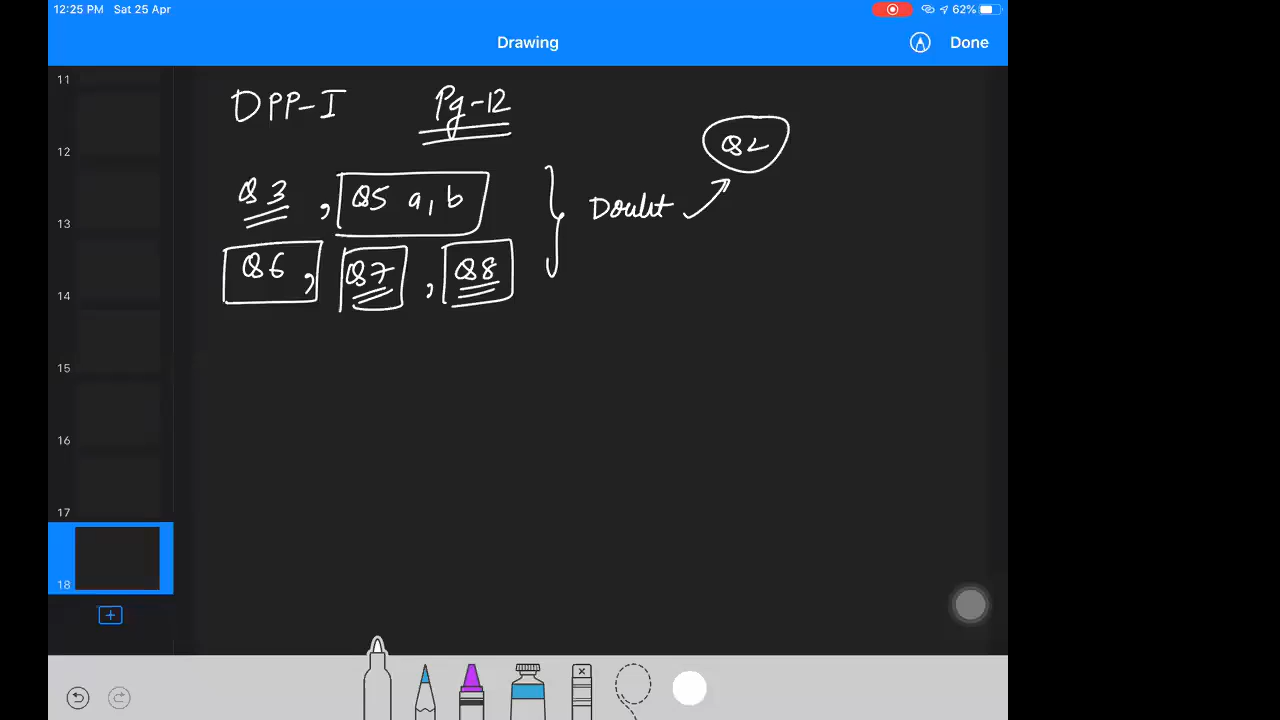 12:25 PM Sat 25 Apr
62%
Drawing
Done
11
12
13
14
15
16
17
18
DPP-I Pg-12
Q3, Q5 a, b
Q6, Q7, Q8
Doubt